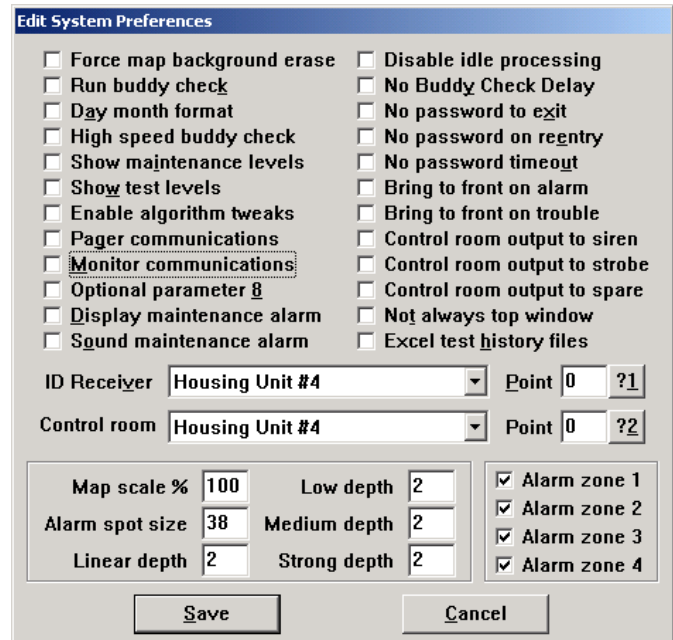 Edit System Preferences
Force map background erase
Run buddy check
Day month format
High speed buddy check
Show maintenance levels
Show test levels
Enable algorithm tweaks
Pager communications
Monitor communications
Optional parameter 8
Display maintenance alarm
Sound maintenance alarm
Disable idle processing
No Buddy Check Delay
No password to exit
No password on reentry
No password timeout
Bring to front on alarm
Bring to front on trouble
Control room output to siren
Control room output to strobe
Control room output to spare
Not always top window
Excel test history files
ID Receiver Housing Unit #4 Point 0 ?1
Control room Housing Unit #4 Point 0 ?2
Map scale % 100 Low depth 2
Alarm spot size 38 Medium depth 2
Linear depth 2 Strong depth 2
Alarm zone 1
Alarm zone 2
Alarm zone 3
Alarm zone 4
Save Cancel